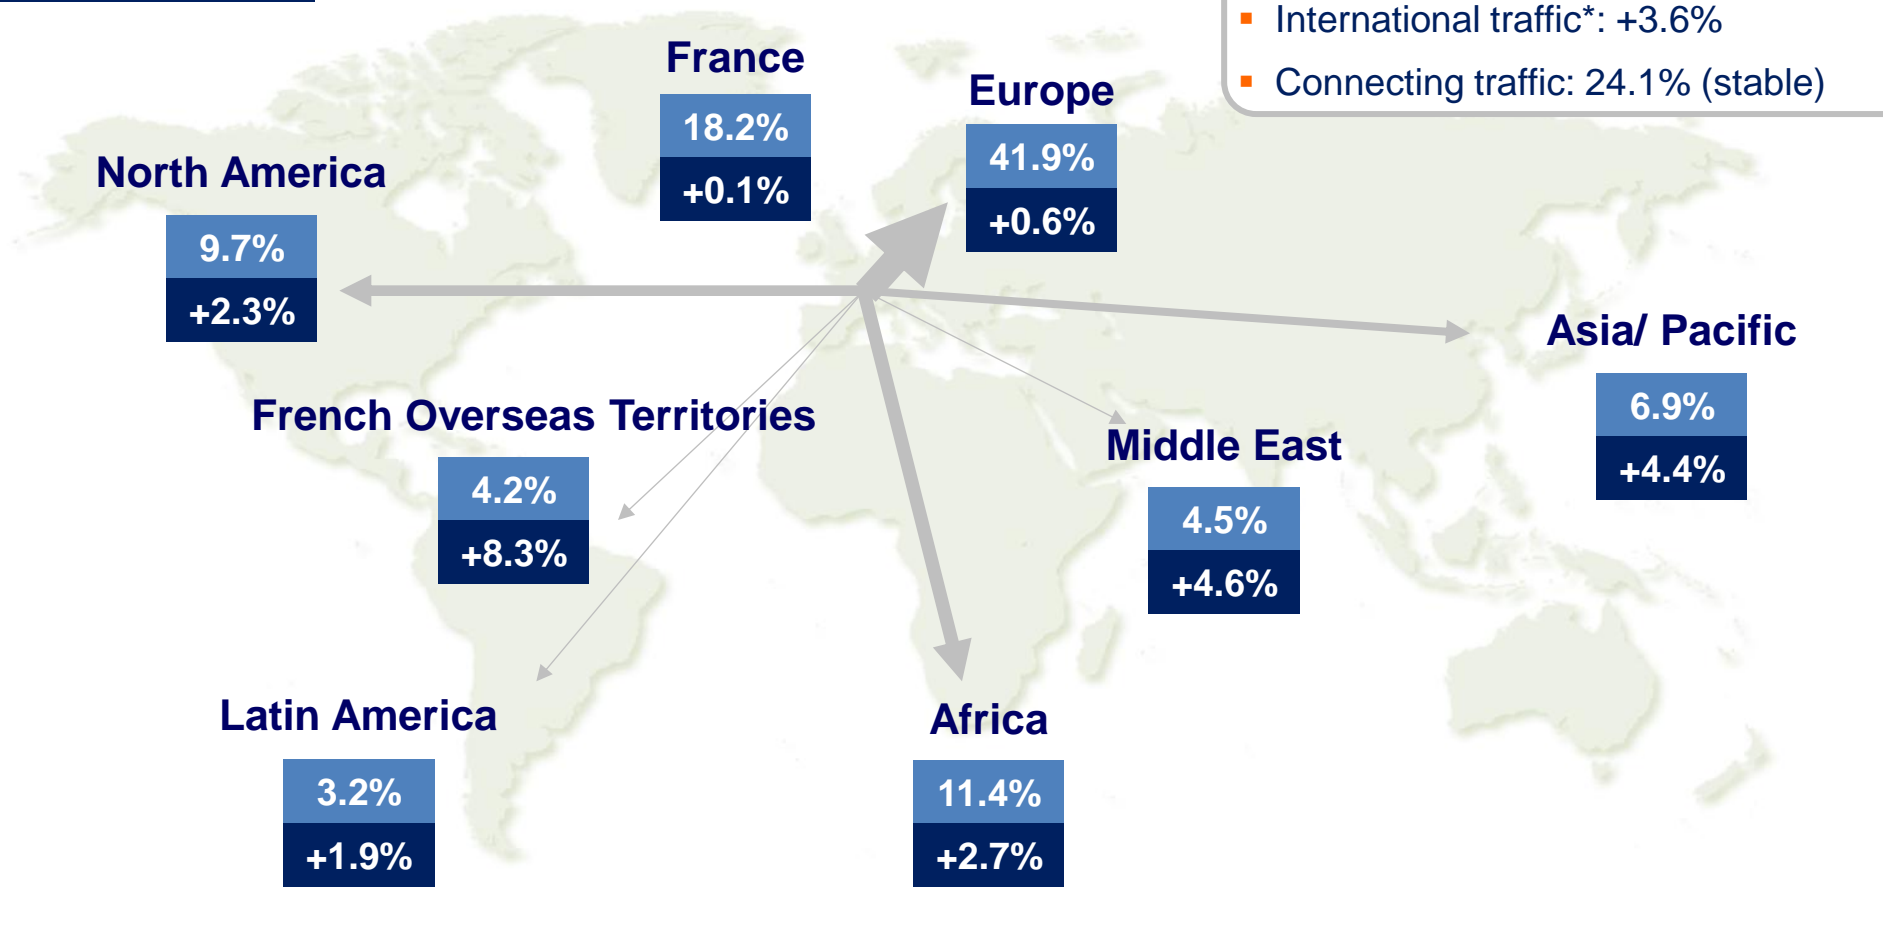 ▪ International traffic*: +3.6%
▪ Connecting traffic: 24.1% (stable)
France
18.2%
+0.1%
Europe
41.9%
+0.6%
North America
9.7%
+2.3%
Asia/ Pacific
6.9%
+4.4%
French Overseas Territories
4.2%
+8.3%
Middle East
4.5%
+4.6%
Latin America
3.2%
+1.9%
Africa
11.4%
+2.7%